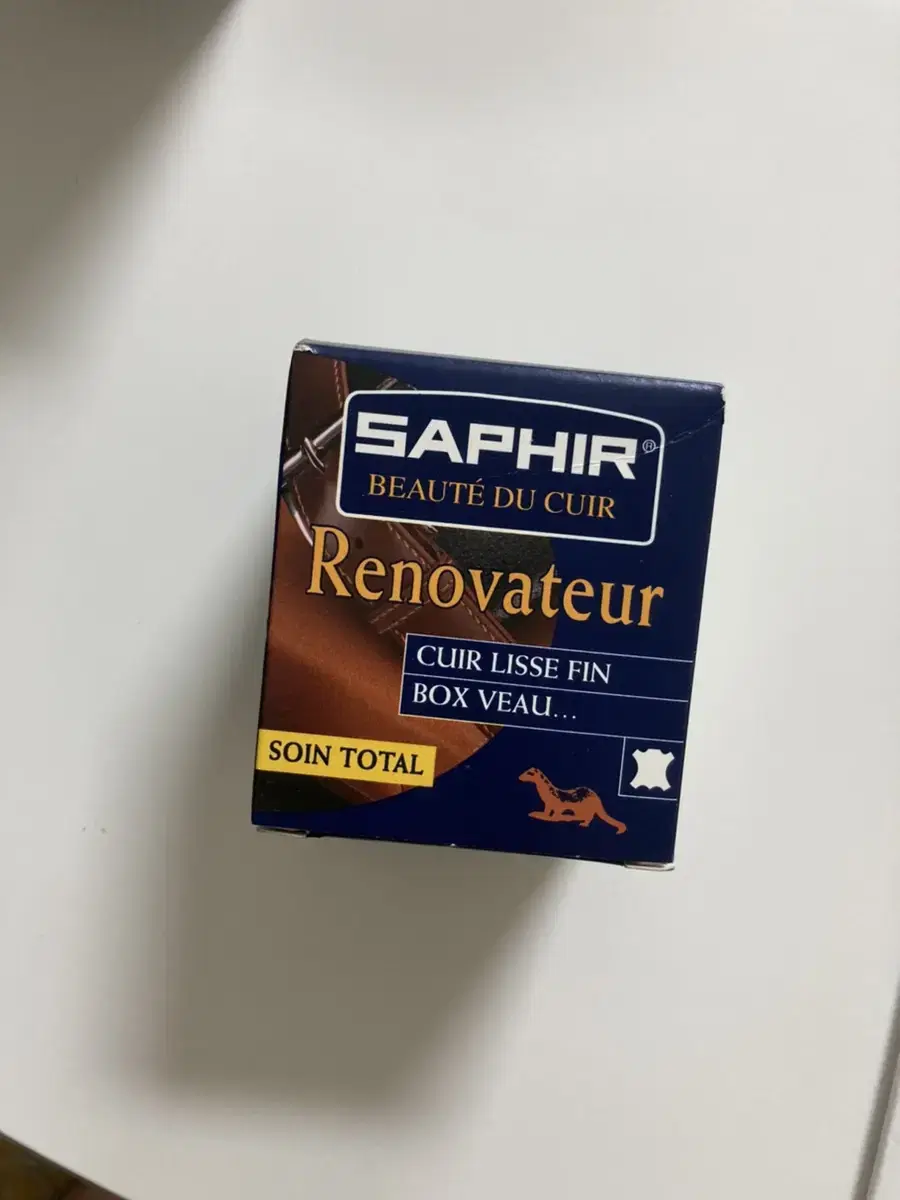 SAPHIR®
BEAUTÉ DU CUIR
Renovateur
CUIR LISSE FIN
BOX VEAU...
SOIN TOTAL